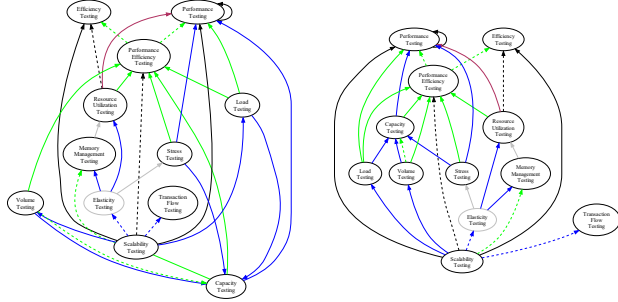 Efficiency
Testing
Performance
Testing
Performance
Efficiency
Testing
Resource
Utilization
Testing
Load
Testing
Memory
Management
Testing
Stress
Testing
Volume
Testing
Elasticity
Testing
Transaction
Flow
Testing
Scalability
Testing
Capacity
Testing
Performance
Testing
Efficiency
Testing
Performance
Efficiency
Testing
Capacity
Testing
Resource
Utilization
Testing
Load
Testing
Volume
Testing
Stress
Testing
Memory
Management
Testing
Elasticity
Testing
Transaction
Flow
Testing
Scalability
Testing